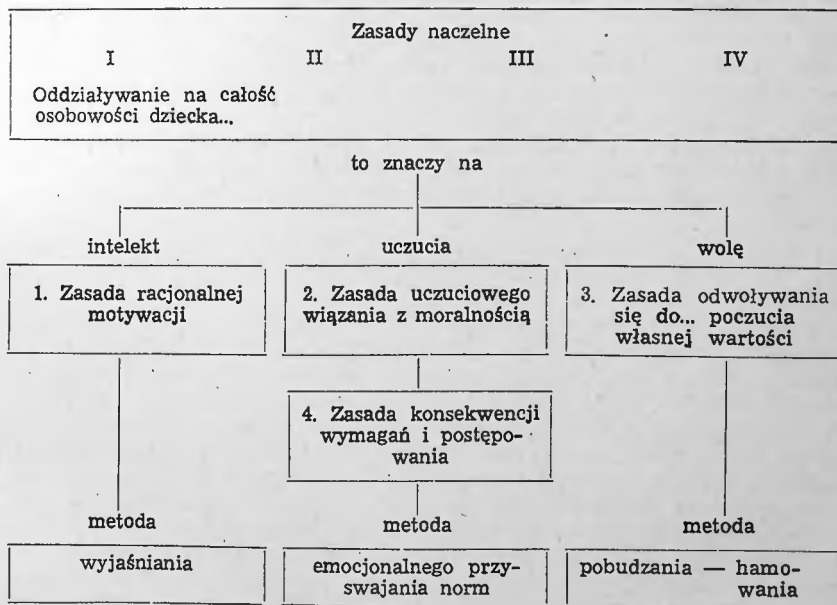 Zasady naczelne
I II III IV
Oddziaływanie na całość
osobowości dziecka...
to znaczy na
intelekt uczucia wolę
1. Zasada racjonalnej
motywacji
2. Zasada uczuciowego
wiązania z moralnością
3. Zasada odwoływania
się do... poczucia
własnej wartości
4. Zasada konsekwencji
wymagań i postępo-
wania
metoda metoda metoda
wyjaśniania
emocjonalnego przy-
swajania norm
pobudzania — hamo-
wania